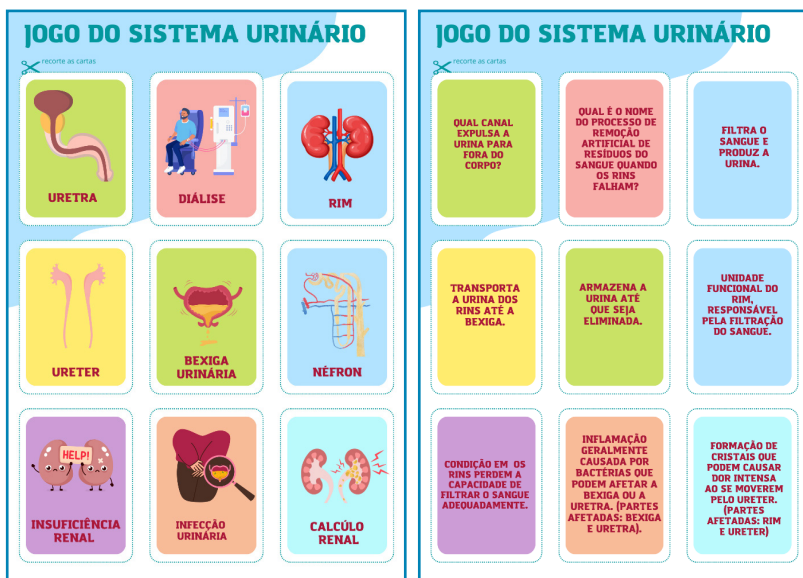 JOGO DO SISTEMA URINÁRIO
recorte as cartas
URETRA
DIÁLISE
RIM
URETER
BEXIGA
URINÁRIA
NÉFRON
HELP!
INSUFICIÊNCIA
RENAL
INFECÇÃO
URINÁRIA
CALCÚLO
RENAL
JOGO DO SISTEMA URINÁRIO
recorte as cartas
QUAL CANAL
EXPULSA A
URINA PARA
FORA DO
CORPO?
QUAL É O NOME
DO PROCESSO DE
REMOÇÃO
ARTIFICIAL DE
RESÍDUOS DO
SANGUE QUANDO
OS RINS
FALHAM?
FILTRA O
SANGUE E
PRODUZ A
URINA.
TRANSPORTA
A URINA DOS
RINS ATÉ A
BEXIGA.
ARMAZENA A
URINA ATÉ
QUE SEJA
ELIMINADA.
UNIDADE
FUNCIONAL DO
RIM,
RESPONSÁVEL
PELA FILTRAÇÃO
DO SANGUE.
CONDIÇÃO EM OS
RINS PERDEM A
CAPACIDADE DE
FILTRAR O SANGUE
ADEQUADAMENTE.
INFLAMAÇÃO
GERALMENTE
CAUSADA POR
BACTÉRIAS QUE
PODEM AFETAR A
BEXIGA OU A
URETRA. (PARTES
AFETADAS: BEXIGA
E URETRA).
FORMAÇÃO DE
CRISTAIS QUE
PODEM CAUSAR
DOR INTENSA
AO SE MOVEREM
PELO URETER.
(PARTES
AFETADAS: RIM
E URETER)